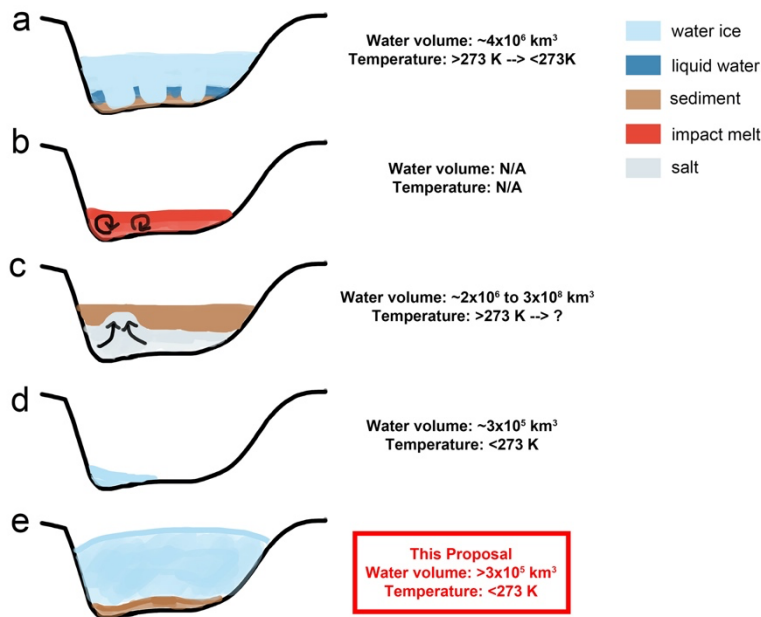 a
Water volume: ~4x10⁶ km³
Temperature: >273 K --> <273K
water ice
liquid water
sediment
impact melt
salt
b
Water volume: N/A
Temperature: N/A
c
Water volume: ~2x10⁶ to 3x10⁸ km³
Temperature: >273 K --> ?
d
Water volume: ~3x10⁵ km³
Temperature: <273 K
e
This Proposal
Water volume: >3x10⁵ km³
Temperature: <273 K